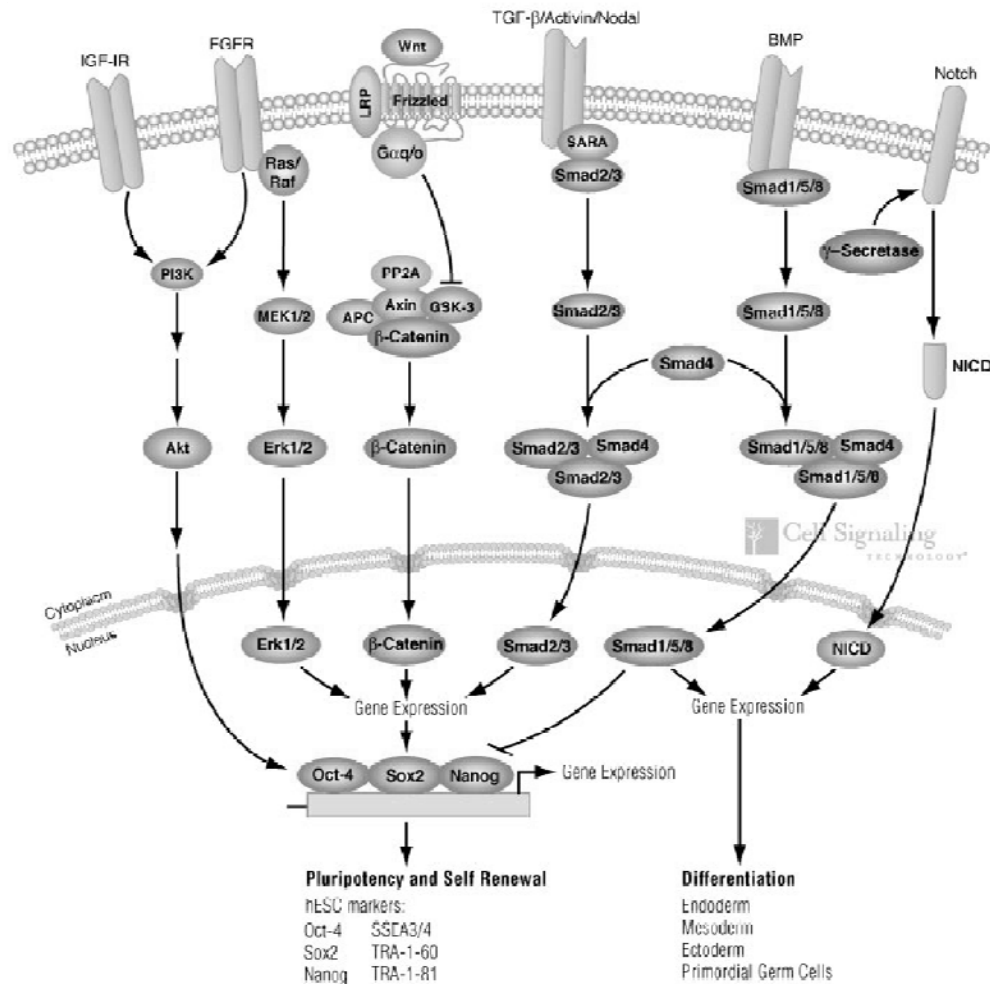 TGF-β/Activin/Nodal
FGFR
Wnt
BMP
IGF-IR
Notch
LRP
Frizzled
Gαq/o
SARA
Ras/
Raf
Smad2/3
Smad1/5/8
γ–Secretase
PI3K
PP2A
MEK1/2
APC
Axin
GSK-3
β-Catenin
Smad2/3
Smad1/5/8
Smad4
NICD
Akt
Erk1/2
β-Catenin
Smad2/3
Smad4
Smad2/3
Smad1/5/8
Smad4
Smad1/5/8
Cell Signaling
TECHNOLOGY®
Cytoplasm
Nucleus
Erk1/2
β-Catenin
Smad2/3
Smad1/5/8
NICD
Gene Expression
Gene Expression
Oct-4
Sox2
Nanog
Gene Expression
Pluripotency and Self Renewal
hESC markers:
Oct-4 SSEA3/4
Sox2 TRA-1-60
Nanog TRA-1-81
Differentiation
Endoderm
Mesoderm
Ectoderm
Primordial Germ Cells